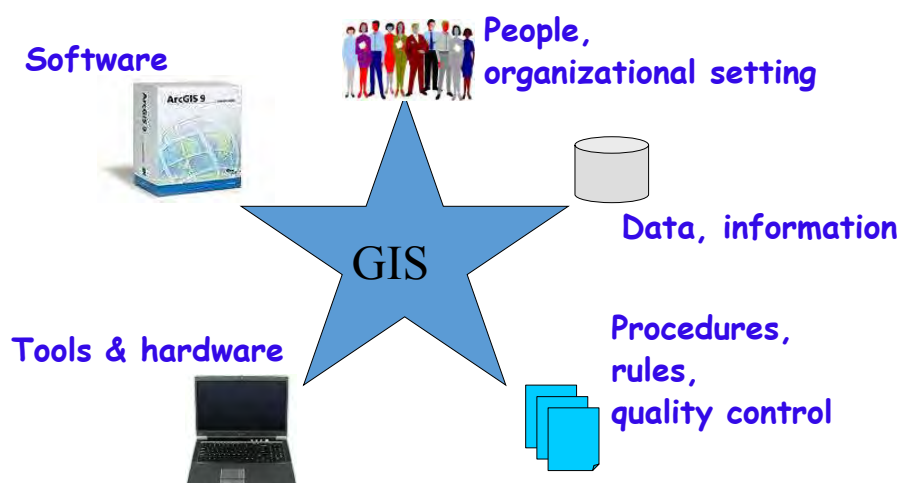 People,
organizational setting
Software
ArcGIS 9
Data, information
GIS
Procedures,
rules,
quality control
Tools & hardware